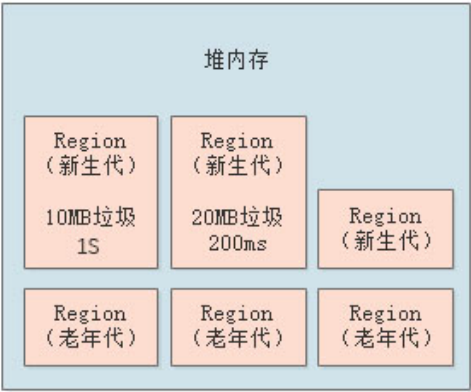 堆内存
Region
(新生代)
10MB垃圾
1S
Region
(新生代)
20MB垃圾
200ms
Region
(新生代)
Region
(老年代)
Region
(老年代)
Region
(老年代)